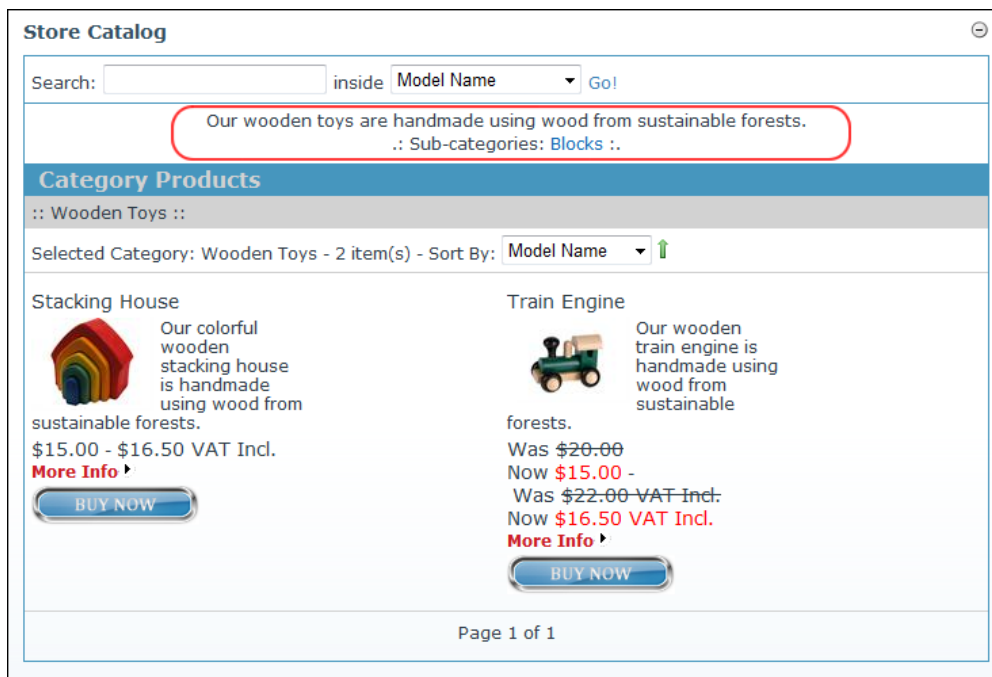 Store Catalog
Search: inside Model Name Go!
Our wooden toys are handmade using wood from sustainable forests.
.: Sub-categories: Blocks :.
Category Products
:: Wooden Toys ::
Selected Category: Wooden Toys - 2 item(s) - Sort By: Model Name
Stacking House
Our colorful
wooden
stacking house
is handmade
using wood from
sustainable forests.
$15.00 - $16.50 VAT Incl.
More Info
BUY NOW
Train Engine
Our wooden
train engine is
handmade using
wood from
sustainable
forests.
Was $20.00
Now $15.00 -
Was $22.00 VAT Incl.
Now $16.50 VAT Incl.
More Info
BUY NOW
Page 1 of 1